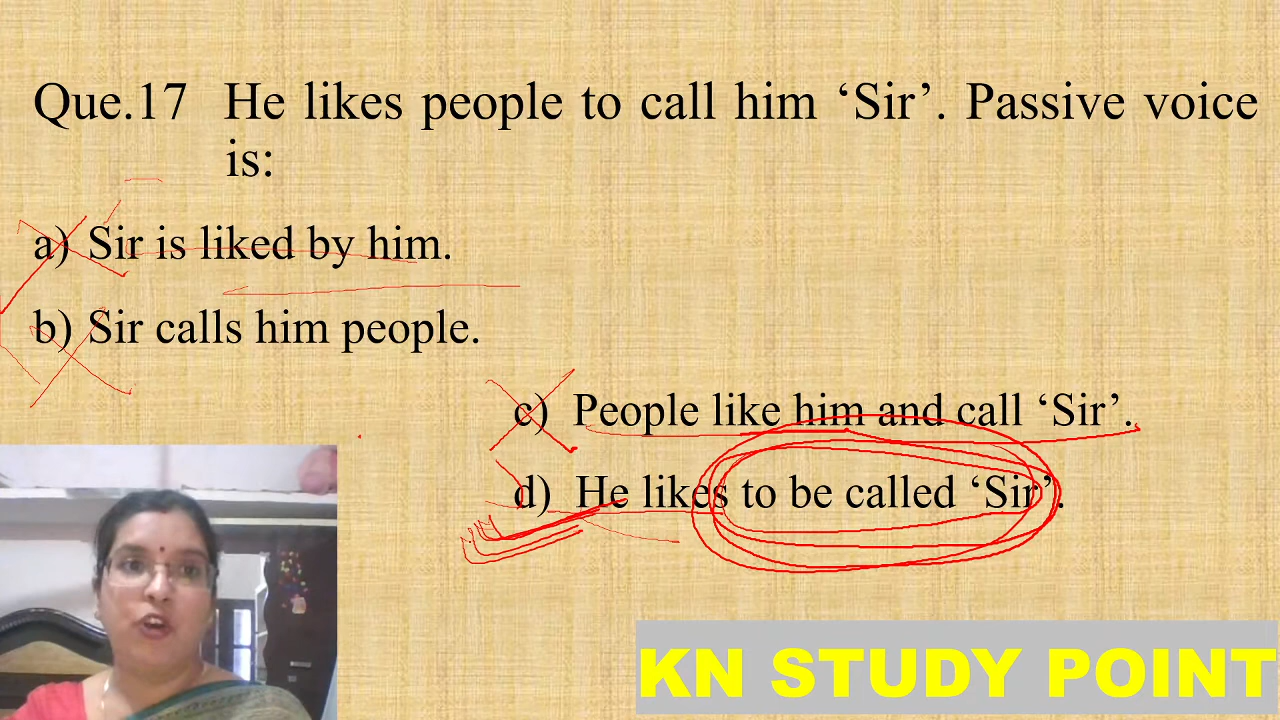 Que.17 He likes people to call him ‘Sir’. Passive voice
is:
a) Sir is liked by him.
b) Sir calls him people.
c) People like him and call ‘Sir’.
d) He likes to be called ‘Sir’.
KN STUDY POINT